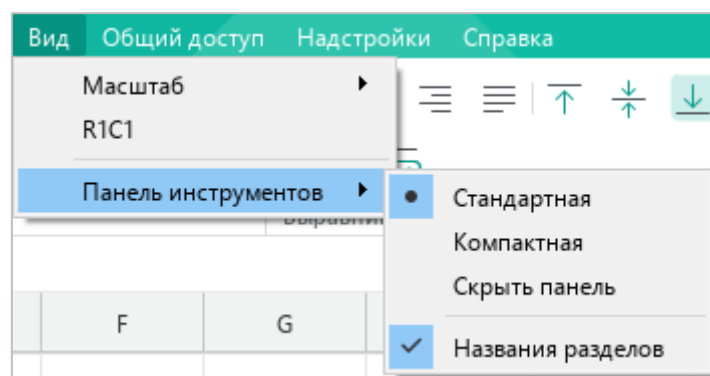 Вид Общий доступ Надстройки Справка
Масштаб
R1C1
Панель инструментов
Стандартная
Компактная
Скрыть панель
Названия разделов
F G